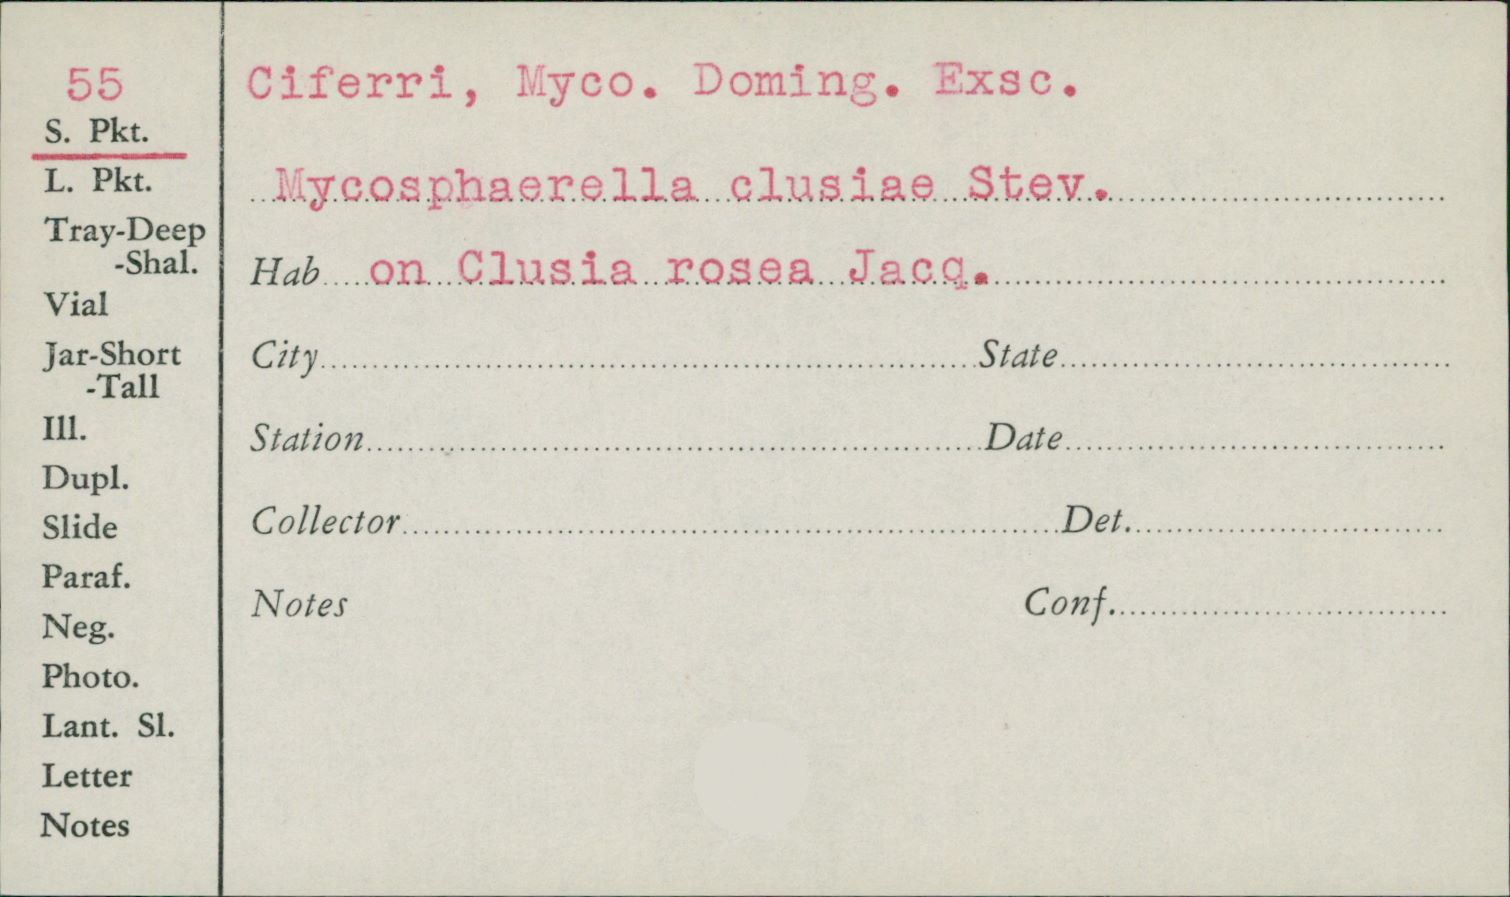 55
S. Pkt.
L. Pkt.
Tray-Deep
-Shal.
Vial
Jar-Short
-Tall
Ill.
Dupl.
Slide
Paraf.
Neg.
Photo.
Lant. Sl.
Letter
Notes
Ciferri, Myco. Doming. Exsc.
Mycosphaerella clusiae Stev.
Hab on Clusia rosea Jacq.
City State
Station Date
Collector Det.
Notes Conf.